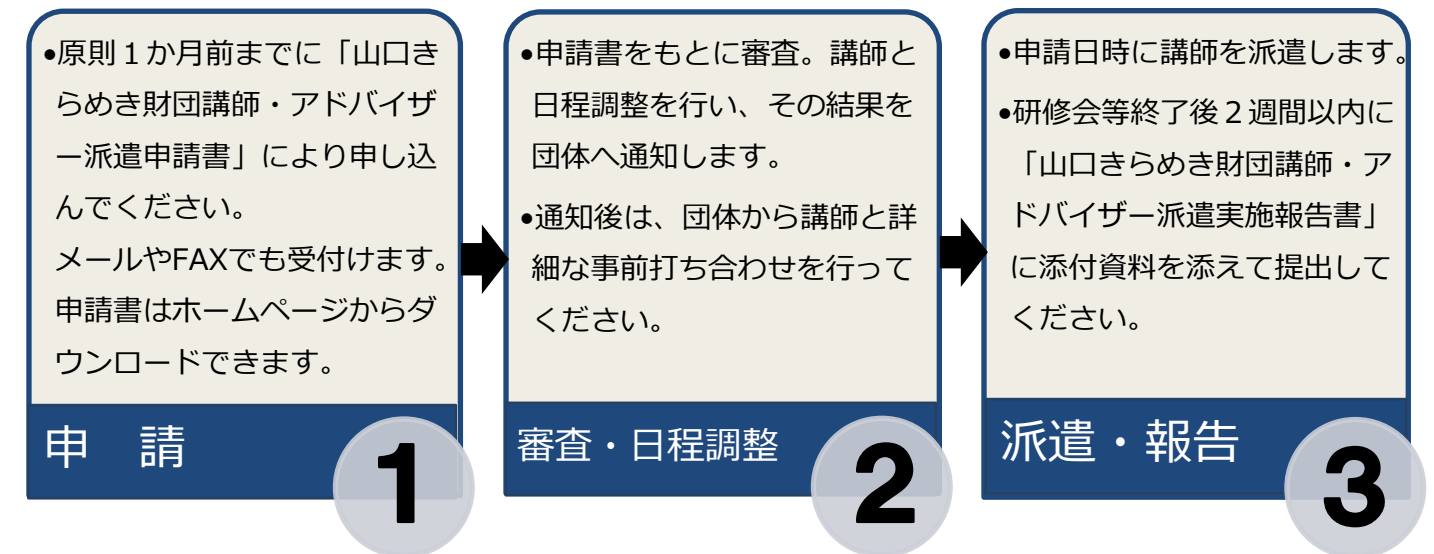 •原則１か月前までに「山口き
らめき財団講師・アドバイザ
ー派遣申請書」により申し込
んでください。
メールやFAXでも受付けます。
申請書はホームページからダ
ウンロードできます。
申　請
1
•申請書をもとに審査。講師と
日程調整を行い、その結果を
団体へ通知します。
•通知後は、団体から講師と詳
細な事前打ち合わせを行って
ください。
審査・日程調整
2
•申請日時に講師を派遣します。
•研修会等終了後２週間以内に
「山口きらめき財団講師・ア
ドバイザー派遣実施報告書」
に添付資料を添えて提出して
ください。
派遣・報告
3